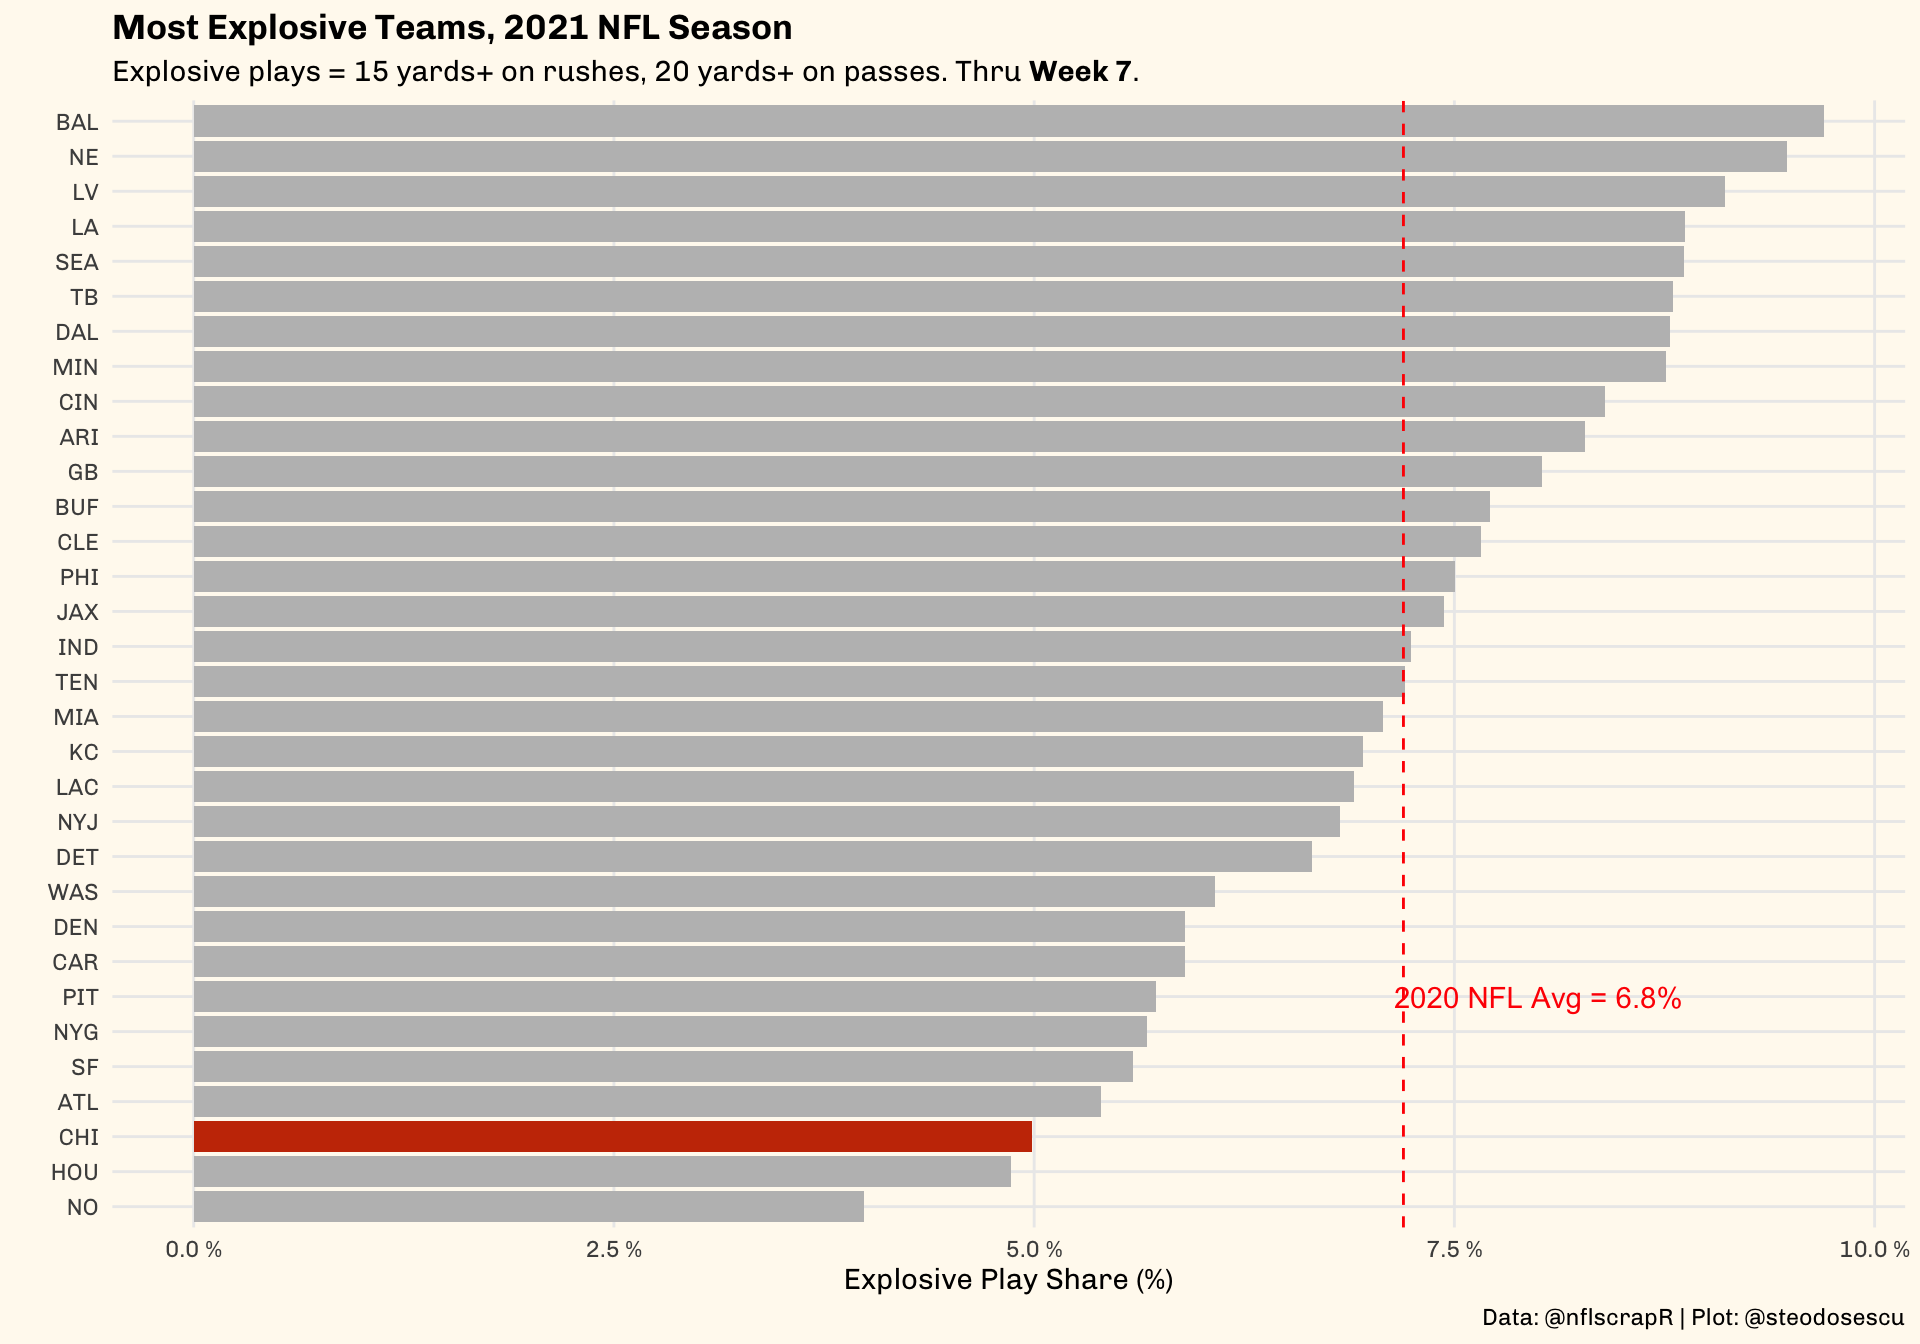 Most Explosive Teams, 2021 NFL Season
Explosive plays = 15 yards+ on rushes, 20 yards+ on passes. Thru Week 7.
BAL
NE
LV
LA
SEA
TB
DAL
MIN
CIN
ARI
GB
BUF
CLE
PHI
JAX
IND
TEN
MIA
KC
LAC
NYJ
DET
WAS
DEN
CAR
PIT
2020 NFL Avg = 6.8%
NYG
SF
ATL
CHI
HOU
NO
0.0 % 2.5 % 5.0 % 7.5 % 10.0 %
Explosive Play Share (%)
Data: @nflscrapR | Plot: @steodosescu